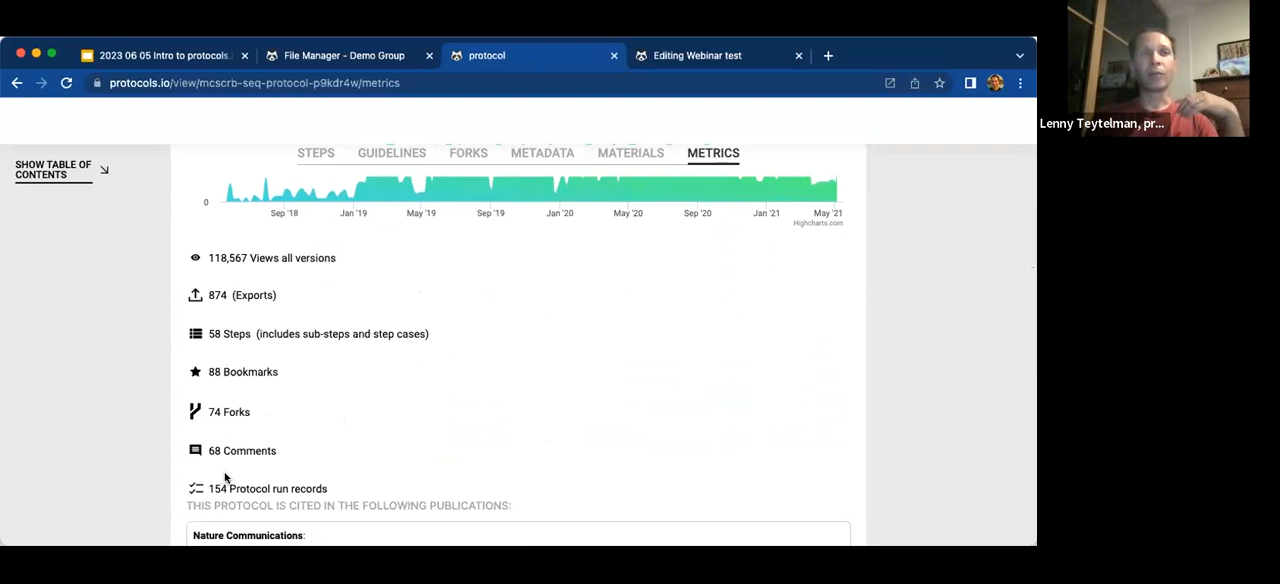 2023 06 05 Intro to protocols.
File Manager - Demo Group
protocol
Editing Webinar test
protocols.io/view/mcscrb-seq-protocol-p9kdr4w/metrics
Lenny Teytelman, pr...
SHOW TABLE OF
CONTENTS
STEPS GUIDELINES FORKS METADATA MATERIALS METRICS
0
Sep '18 Jan '19 May '19 Sep '19 Jan '20 May '20 Sep '20 Jan '21 May '21
Highcharts.com
118,567 Views all versions
874 (Exports)
58 Steps (includes sub-steps and step cases)
88 Bookmarks
74 Forks
68 Comments
154 Protocol run records
THIS PROTOCOL IS CITED IN THE FOLLOWING PUBLICATIONS:
Nature Communications: